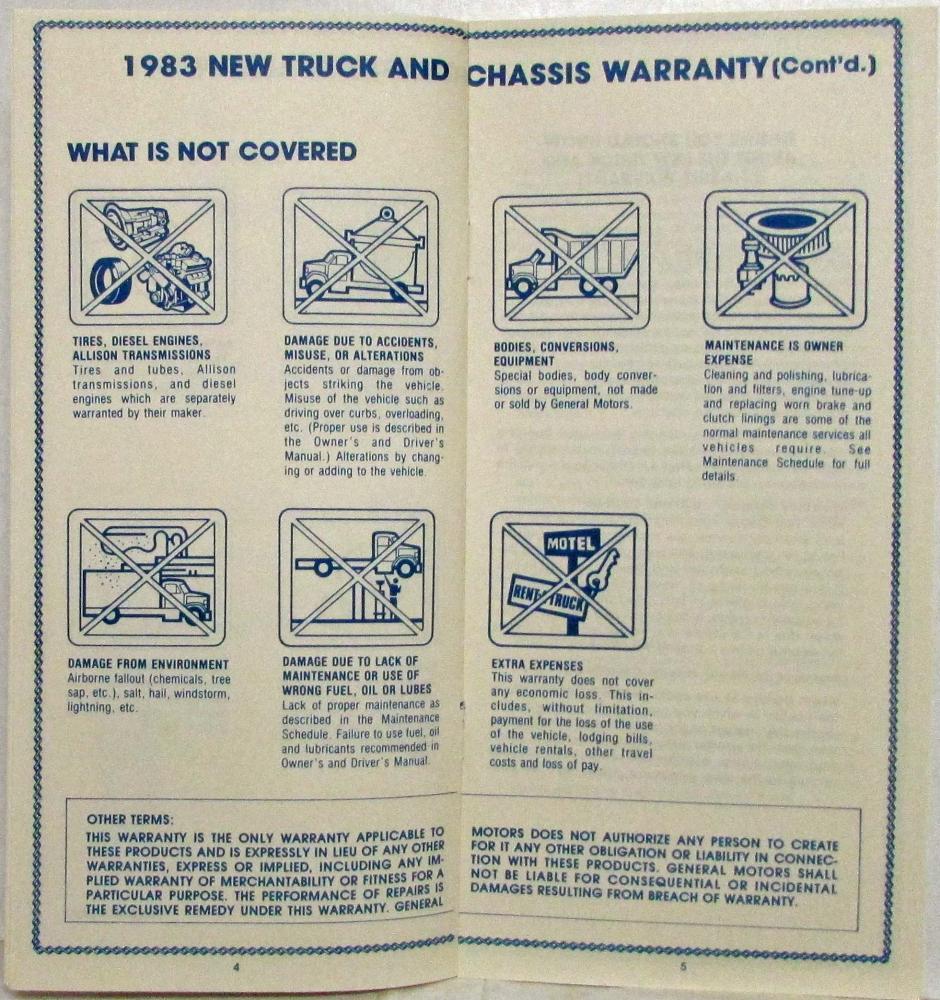 1983 NEW TRUCK AND CHASSIS WARRANTY (Cont'd.)
WHAT IS NOT COVERED
TIRES, DIESEL ENGINES,
ALLISON TRANSMISSIONS
Tires and tubes, Allison
transmissions, and diesel
engines which are separately
warranted by their maker.
DAMAGE DUE TO ACCIDENTS,
MISUSE, OR ALTERATIONS
Accidents or damage from ob-
jects striking the vehicle.
Misuse of the vehicle such as
driving over curbs, overloading,
etc. (Proper use is described in
the Owner's and Driver's
Manual.) Alterations by chang-
ing or adding to the vehicle.
BODIES, CONVERSIONS,
EQUIPMENT
Special bodies, body conver-
sions or equipment, not made
or sold by General Motors.
MAINTENANCE IS OWNER
EXPENSE
Cleaning and polishing, lubrica-
tion and filters, engine tune-up
and replacing worn brake and
clutch linings are some of the
normal maintenance services all
vehicles require. See
Maintenance Schedule for full
details.
DAMAGE FROM ENVIRONMENT
Airborne fallout (chemicals, tree
sap, etc.), salt, hail, windstorm,
lightning, etc.
DAMAGE DUE TO LACK OF
MAINTENANCE OR USE OF
WRONG FUEL, OIL OR LUBES
Lack of proper maintenance as
described in the Maintenance
Schedule. Failure to use fuel, oil
and lubricants recommended in
Owner's and Driver's Manual.
MOTEL
RENT-A-TRUCK
EXTRA EXPENSES
This warranty does not cover
any economic loss. This in-
cludes, without limitation,
payment for the loss of the use
of the vehicle, lodging bills,
vehicle rentals, other travel
costs and loss of pay.
OTHER TERMS:
THIS WARRANTY IS THE ONLY WARRANTY APPLICABLE TO
THESE PRODUCTS AND IS EXPRESSLY IN LIEU OF ANY OTHER
WARRANTIES, EXPRESS OR IMPLIED, INCLUDING ANY IM-
PLIED WARRANTY OF MERCHANTABILITY OR FITNESS FOR A
PARTICULAR PURPOSE. THE PERFORMANCE OF REPAIRS IS
THE EXCLUSIVE REMEDY UNDER THIS WARRANTY. GENERAL
MOTORS DOES NOT AUTHORIZE ANY PERSON TO CREATE
FOR IT ANY OTHER OBLIGATION OR LIABILITY IN CONNEC-
TION WITH THESE PRODUCTS. GENERAL MOTORS SHALL
NOT BE LIABLE FOR CONSEQUENTIAL OR INCIDENTAL
DAMAGES RESULTING FROM BREACH OF WARRANTY.
4
5